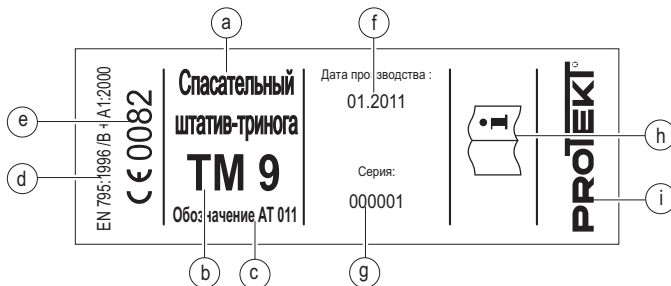 a
f
e
d
b
c
g
h
i
EN 795:1996 /B + A1:2000
CE 0082
Спасательный
штатив-тринога
TM 9
Обозначение AT 011
Дата производства :
01.2011
Серия:
000001
i
PROTEKT